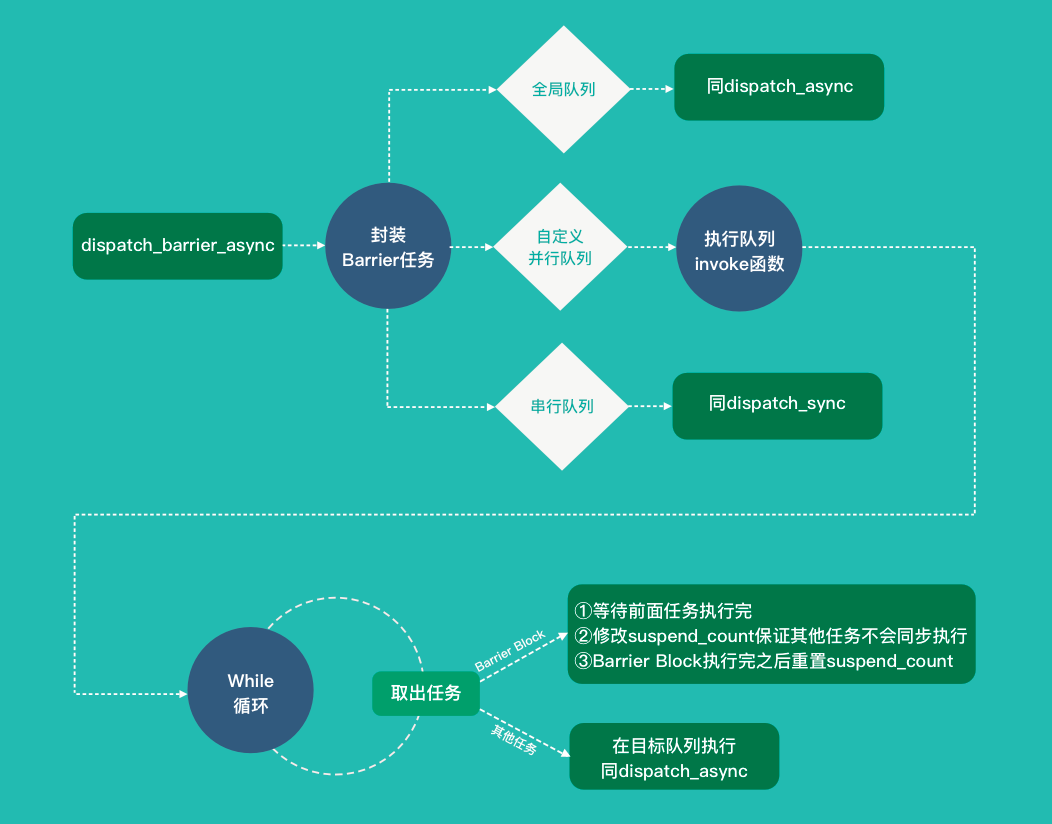 全局队列
同dispatch_async
dispatch_barrier_async
封装
Barrier任务
自定义
并行队列
执行队列
invoke函数
串行队列
同dispatch_sync
While
循环
取出任务
Barrier Block
①等待前面任务执行完
②修改suspend_count保证其他任务不会同步执行
③Barrier Block执行完之后重置suspend_count
其他任务
在目标队列执行
同dispatch_async